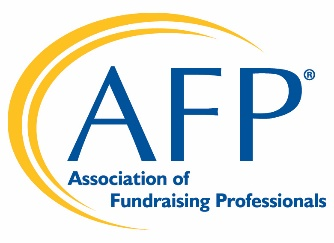 AFP®
Association of
Fundraising Professionals